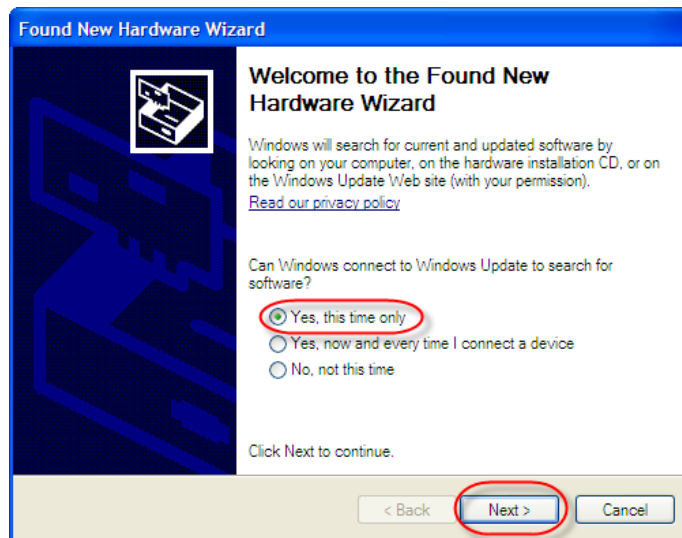 Found New Hardware Wizard
Welcome to the Found New
Hardware Wizard
Windows will search for current and updated software by
looking on your computer, on the hardware installation CD, or on
the Windows Update Web site (with your permission).
Read our privacy policy
Can Windows connect to Windows Update to search for
software?
Yes, this time only
Yes, now and every time I connect a device
No, not this time
Click Next to continue.
< Back Next > Cancel